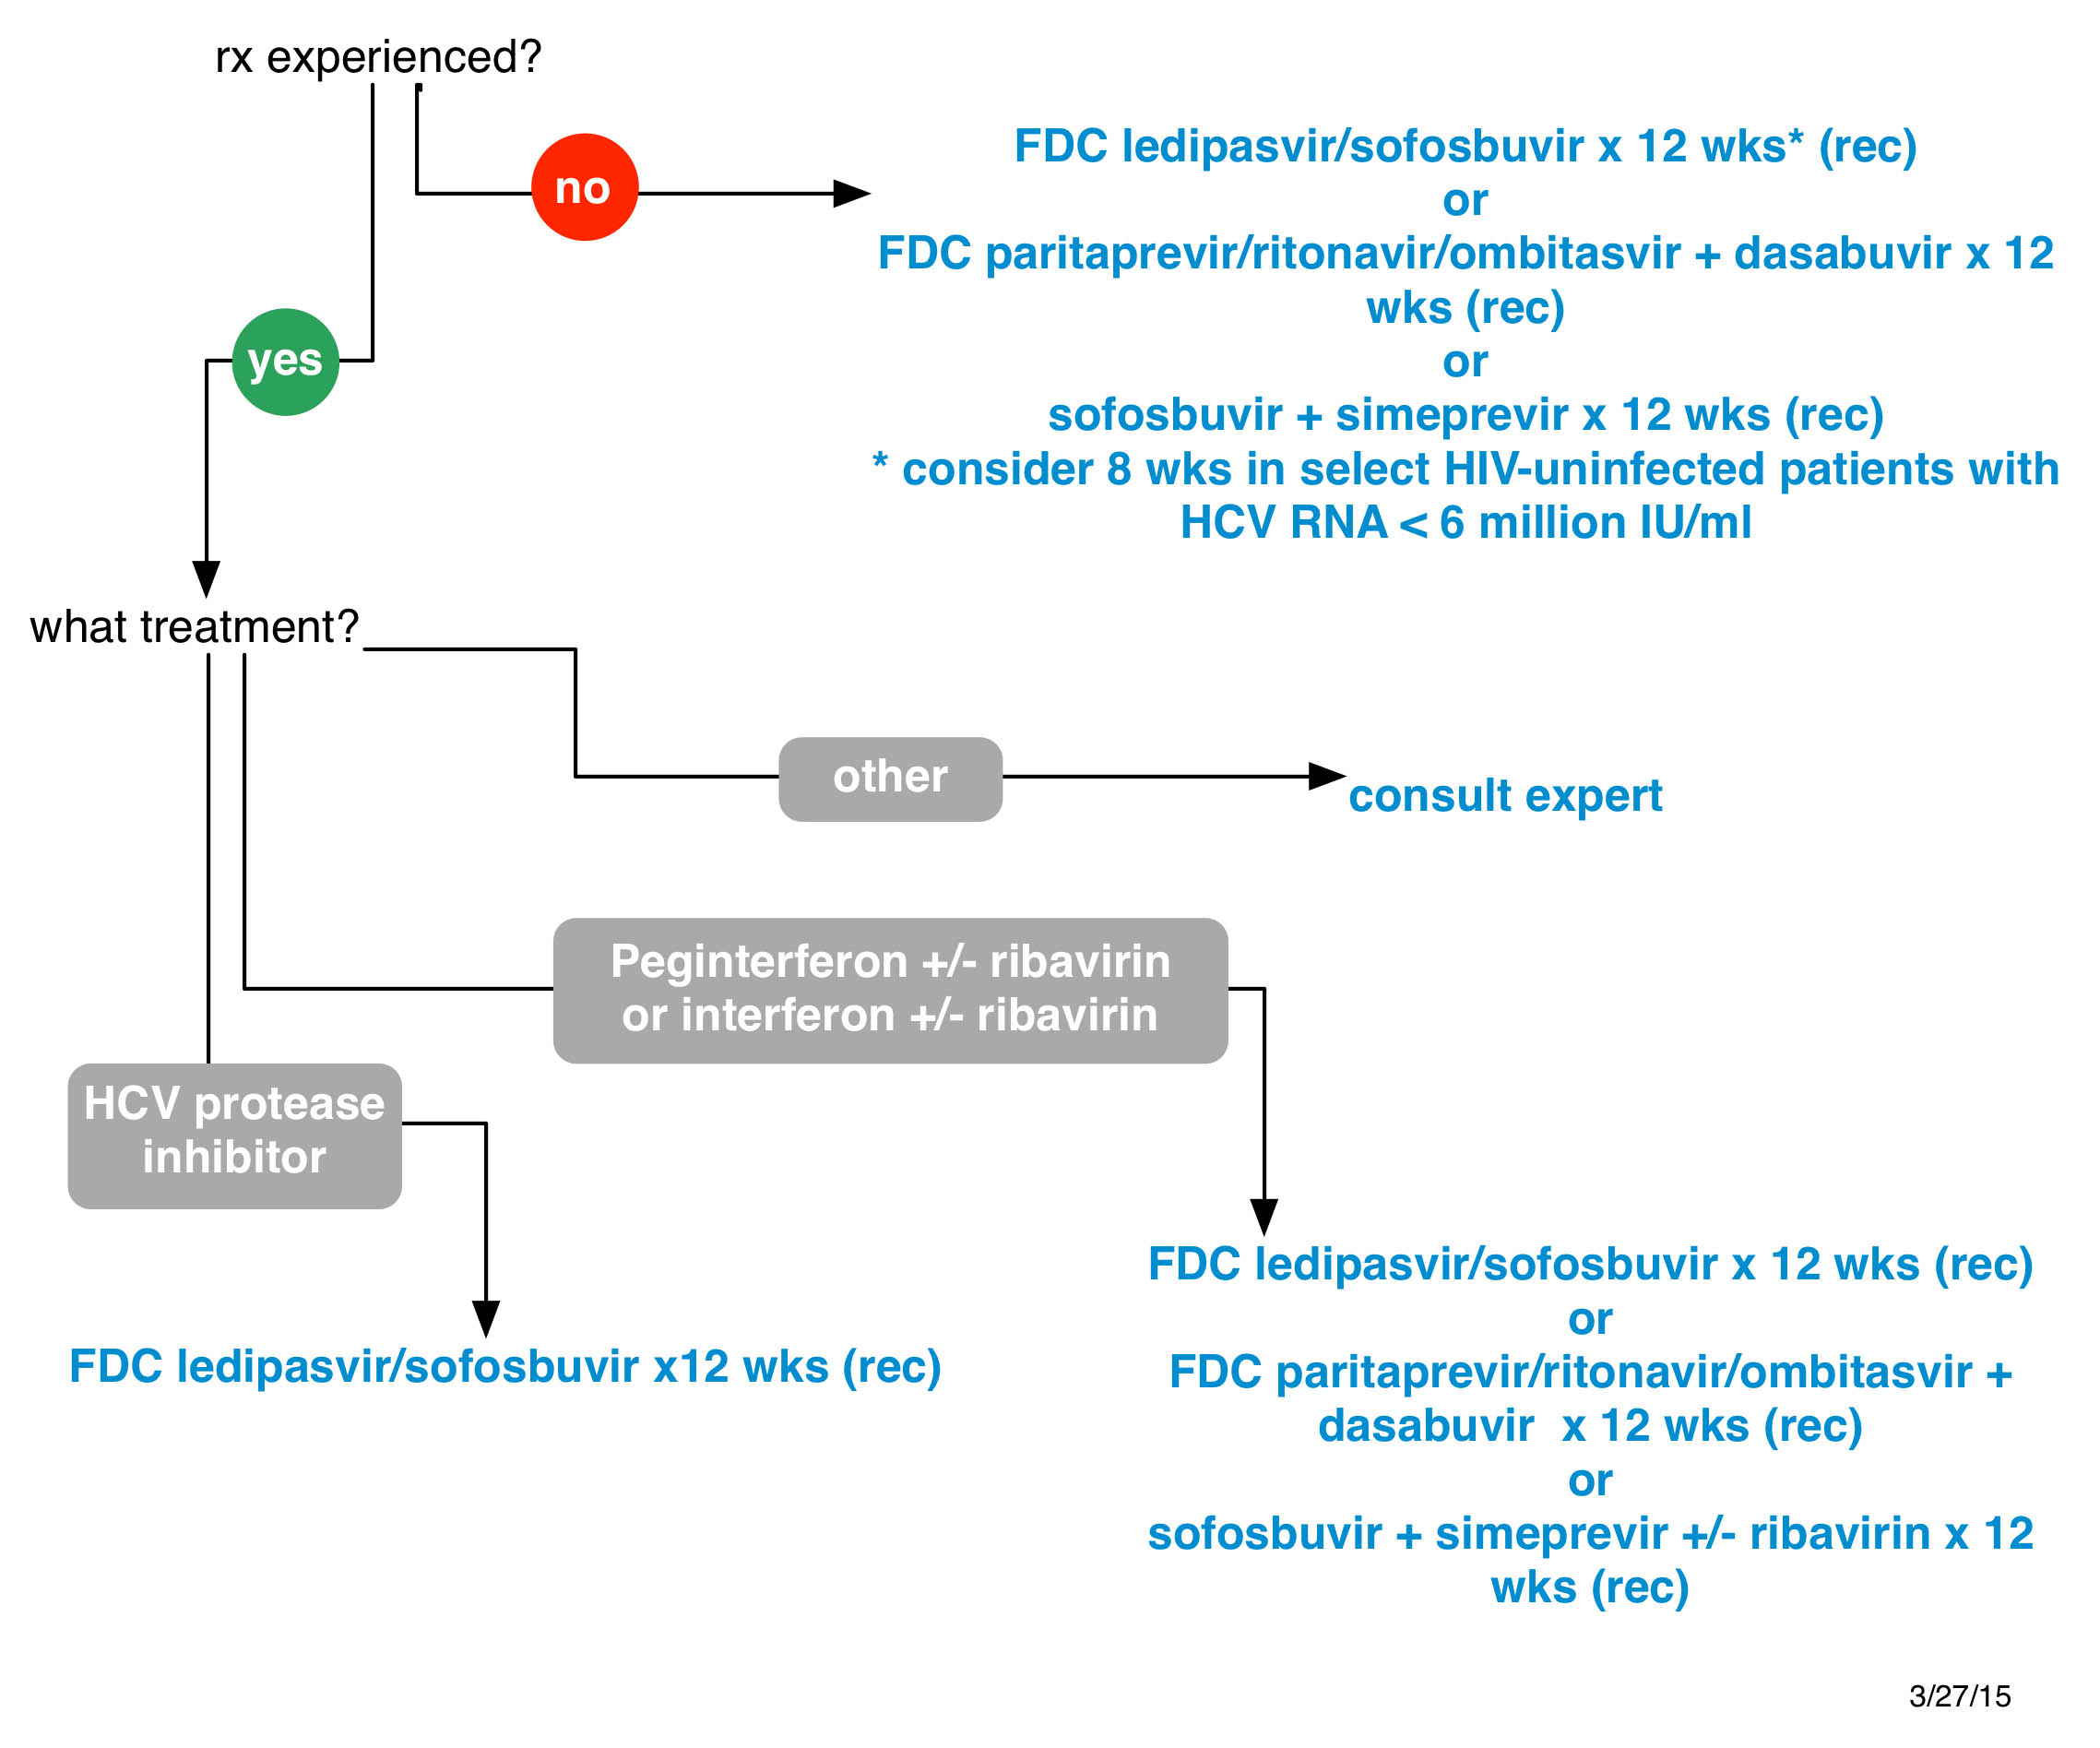 rx experienced?
no
FDC ledipasvir/sofosbuvir x 12 wks* (rec)
or
FDC paritaprevir/ritonavir/ombitasvir + dasabuvir x 12
wks (rec)
or
sofosbuvir + simeprevir x 12 wks (rec)
* consider 8 wks in select HIV-uninfected patients with
HCV RNA < 6 million IU/ml
yes
what treatment?
other
consult expert
Peginterferon +/- ribavirin
or interferon +/- ribavirin
HCV protease
inhibitor
FDC ledipasvir/sofosbuvir x12 wks (rec)
FDC ledipasvir/sofosbuvir x 12 wks (rec)
or
FDC paritaprevir/ritonavir/ombitasvir +
dasabuvir  x 12 wks (rec)
or
sofosbuvir + simeprevir +/- ribavirin x 12
wks (rec)
3/27/15